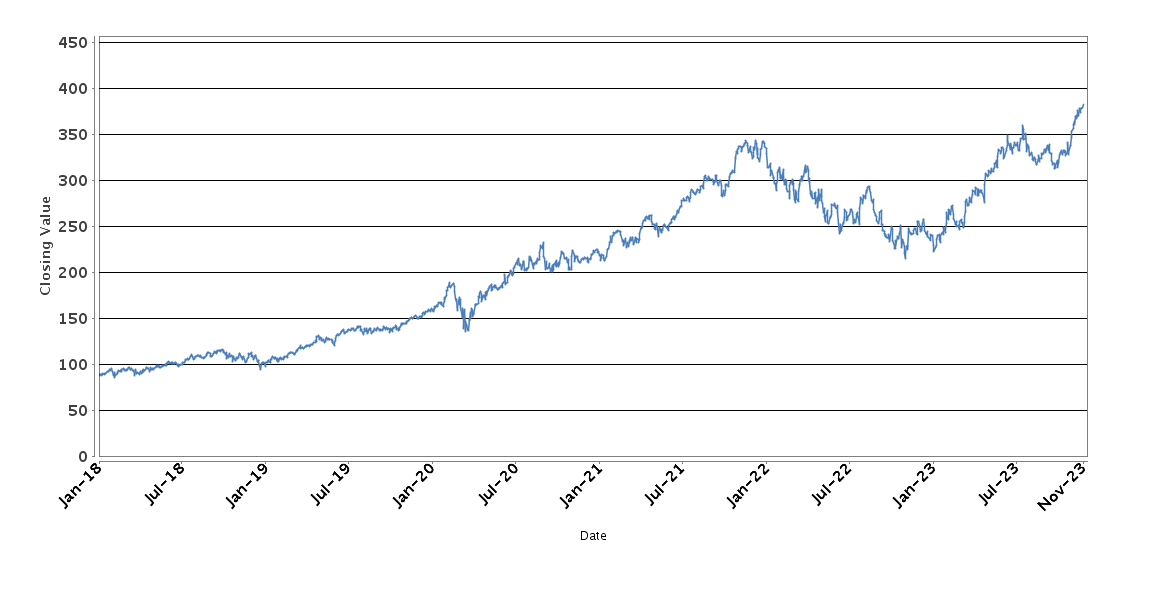 450
400
350
300
250
200
150
100
50
0
Closing Value
Jan-18
Jul-18
Jan-19
Jul-19
Jan-20
Jul-20
Jan-21
Jul-21
Jan-22
Jul-22
Jan-23
Jul-23
Nov-23
Date